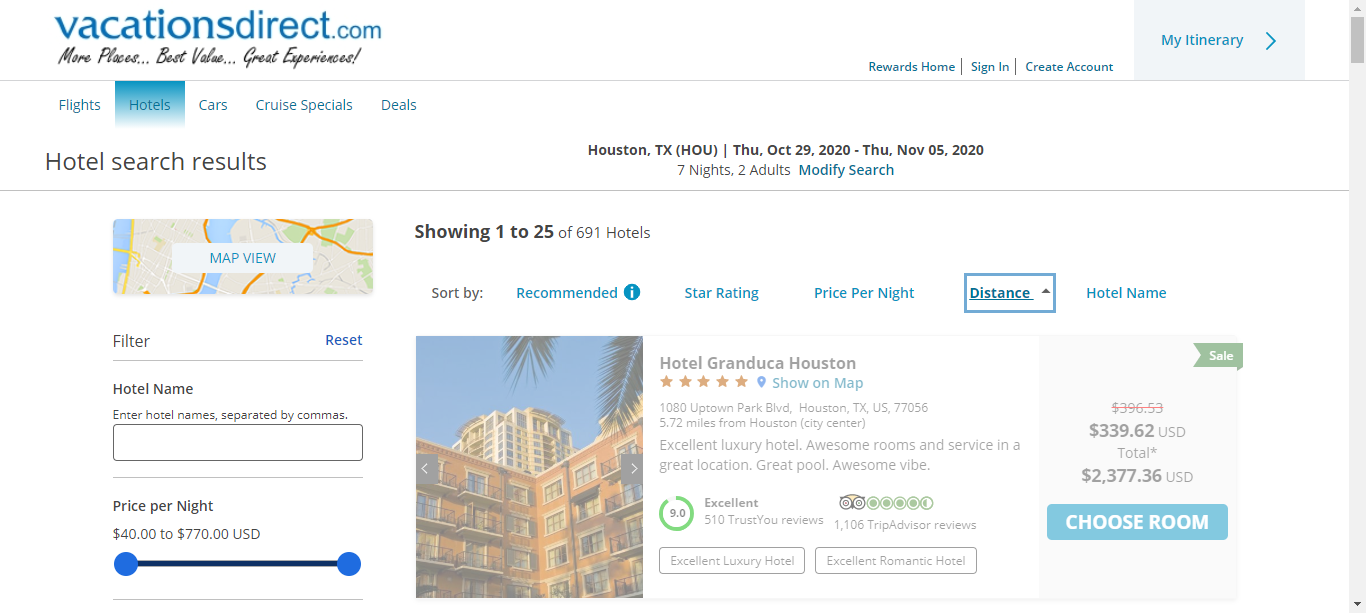 vacationsdirect.com
More Places... Best Value... Great Experiences!
My Itinerary
Rewards Home Sign In Create Account
Flights Hotels Cars Cruise Specials Deals
Hotel search results
Houston, TX (HOU) | Thu, Oct 29, 2020 - Thu, Nov 05, 2020
7 Nights, 2 Adults Modify Search
MAP VIEW
Showing 1 to 25 of 691 Hotels
Sort by: Recommended Star Rating Price Per Night Distance Hotel Name
Filter Reset
Hotel Name
Enter hotel names, separated by commas.
Price per Night
$40.00 to $770.00 USD
Hotel Granduca Houston
Show on Map
1080 Uptown Park Blvd, Houston, TX, US, 77056
5.72 miles from Houston (city center)
Excellent luxury hotel. Awesome rooms and service in a
great location. Great pool. Awesome vibe.
9.0
Excellent
510 TrustYou reviews
1,106 TripAdvisor reviews
Excellent Luxury Hotel Excellent Romantic Hotel
Sale
$396.53
$339.62 USD
Total*
$2,377.36 USD
CHOOSE ROOM